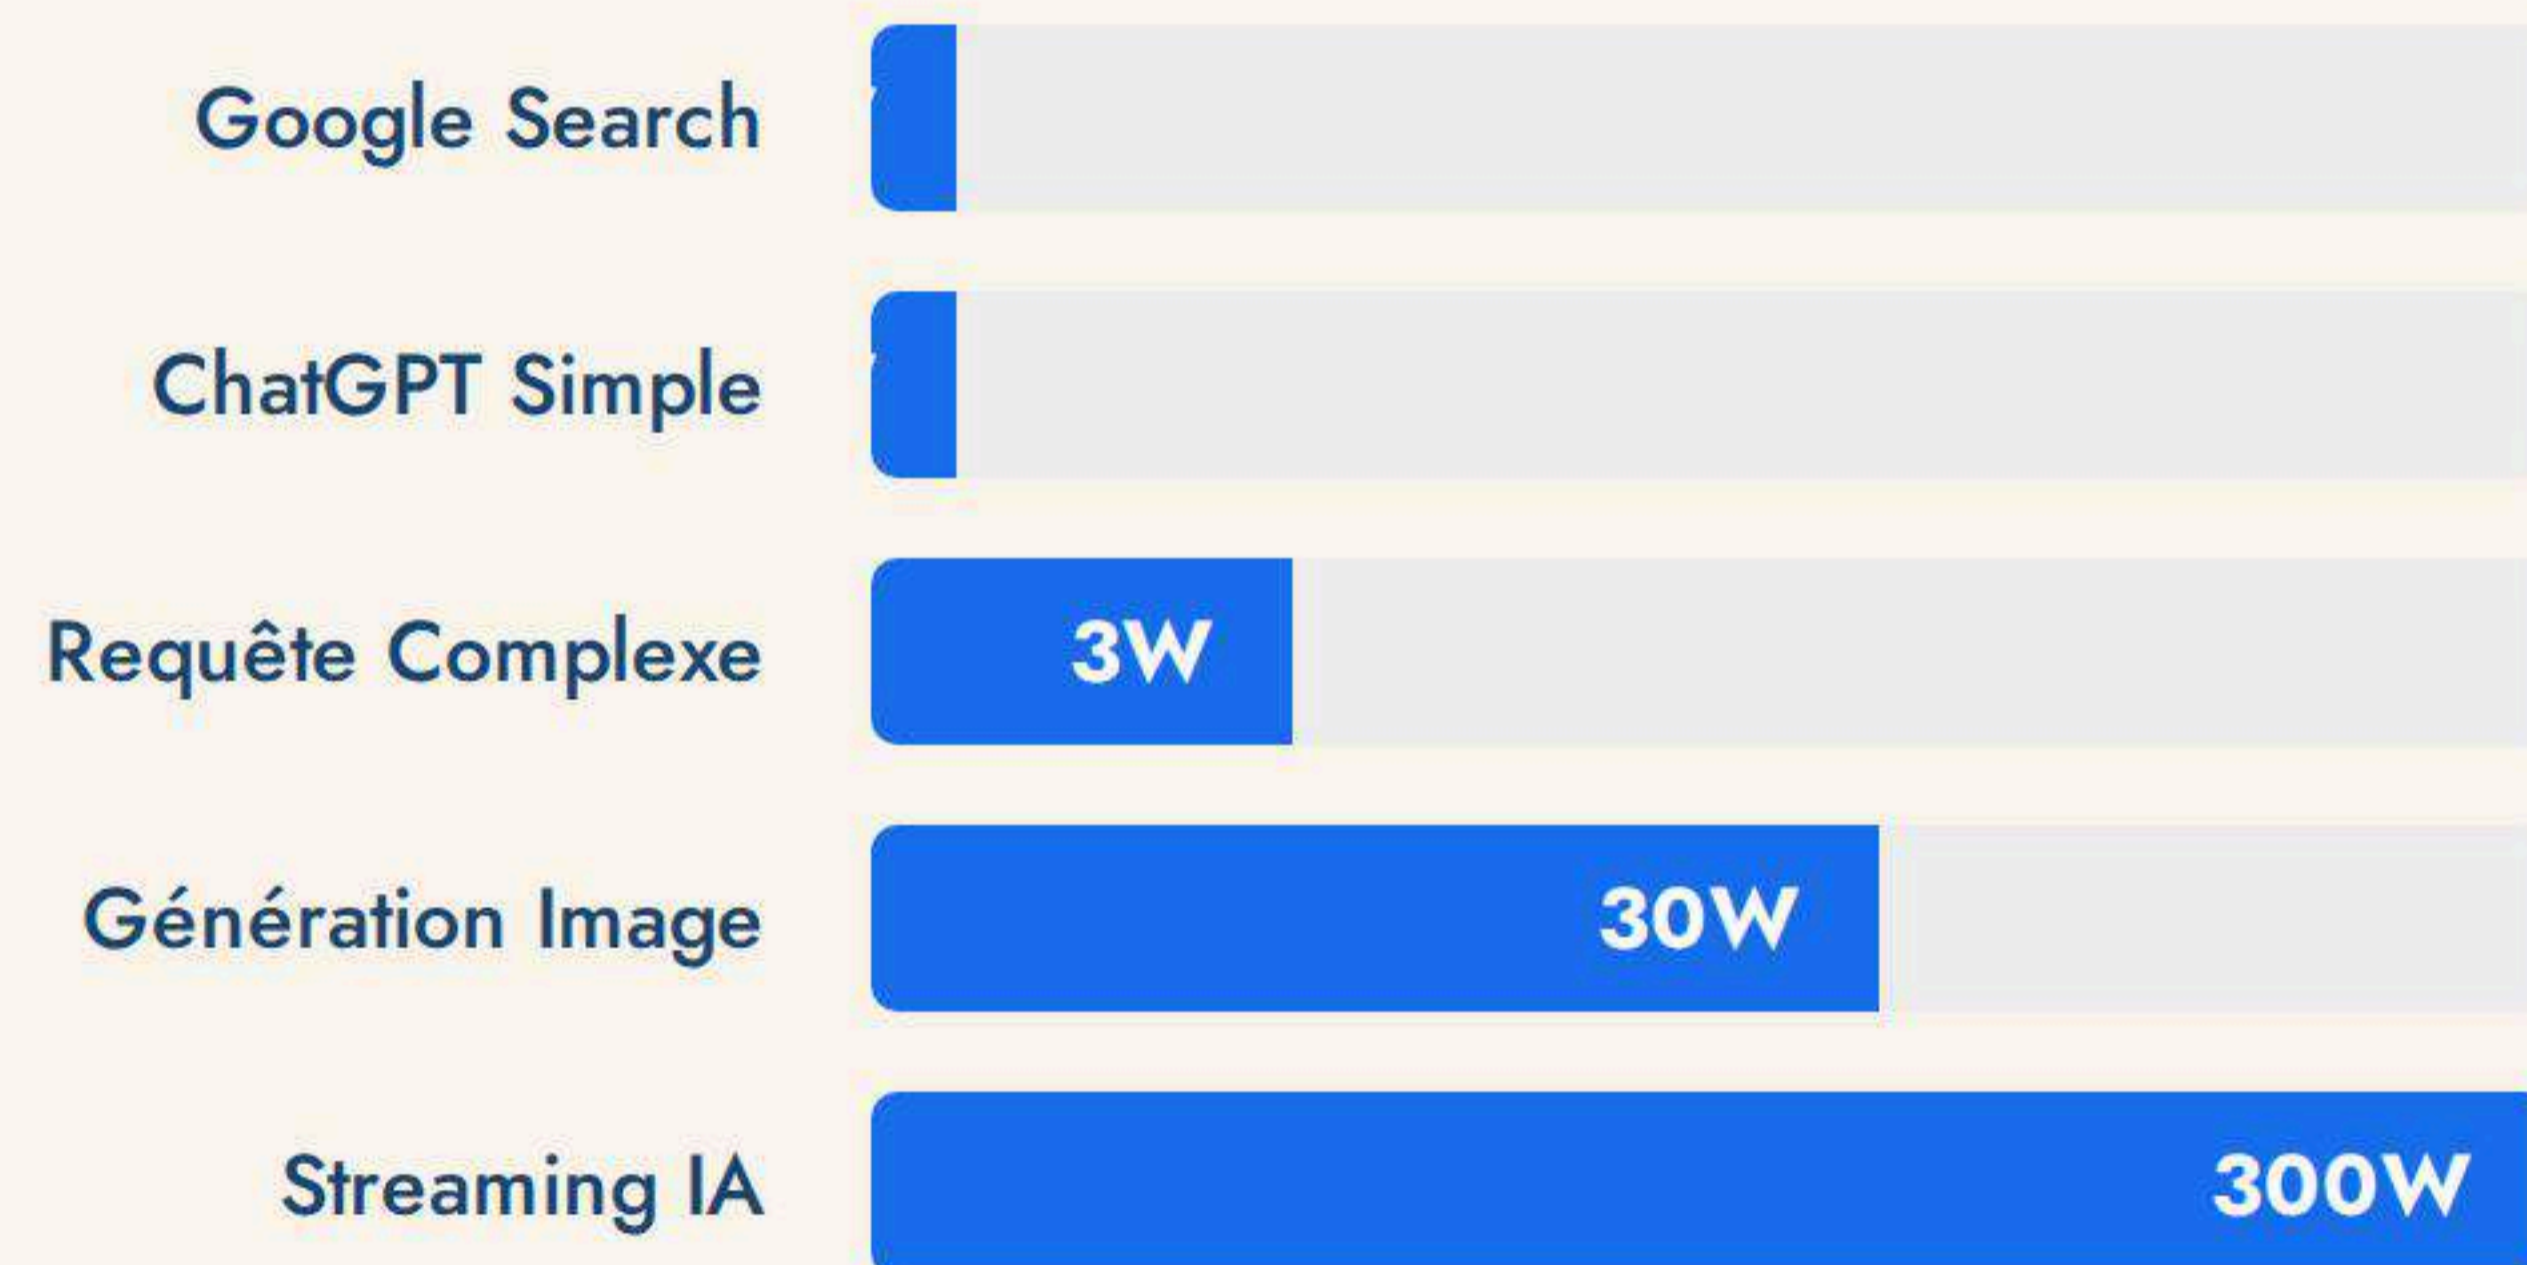 Google Search
ChatGPT Simple
Requête Complexe
3W
Génération Image
30W
Streaming IA
300W